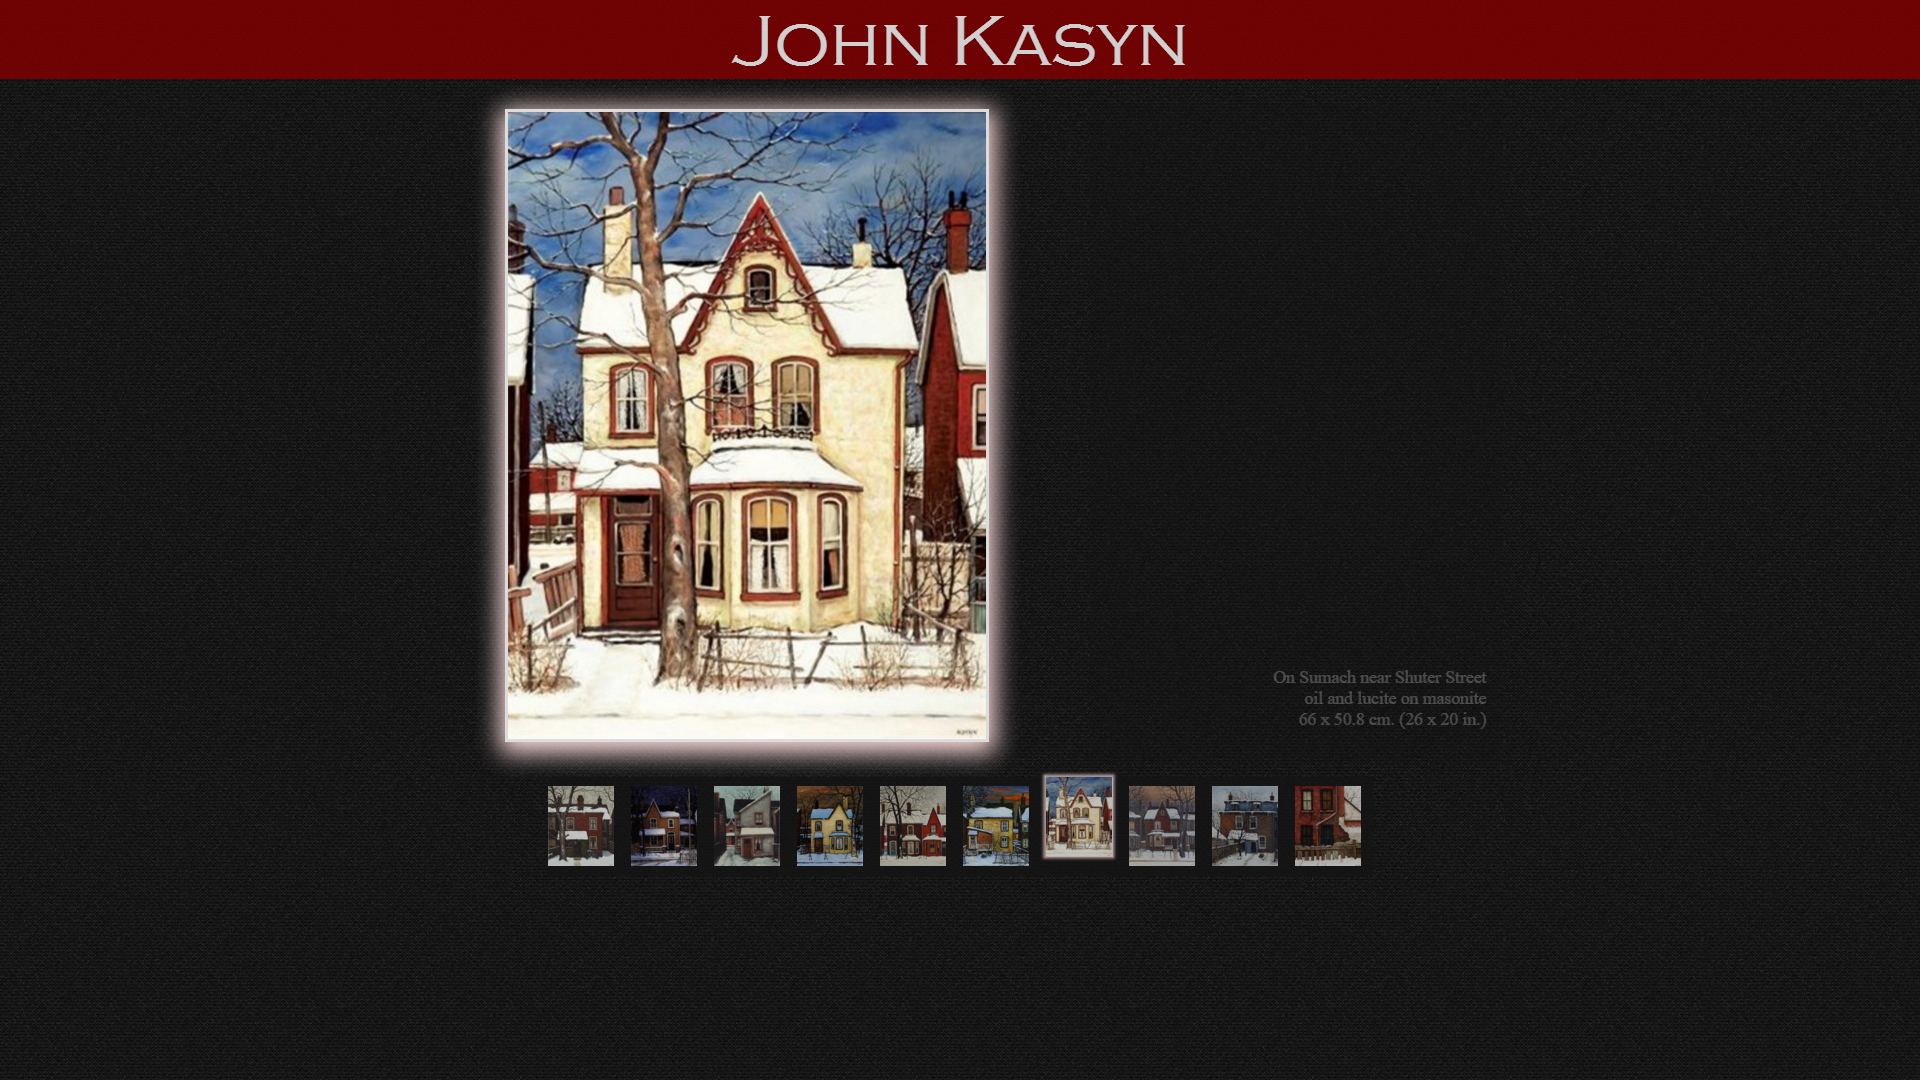 John Kasyn
On Sumach near Shuter Street
oil and lucite on masonite
66 x 50.8 cm. (26 x 20 in.)